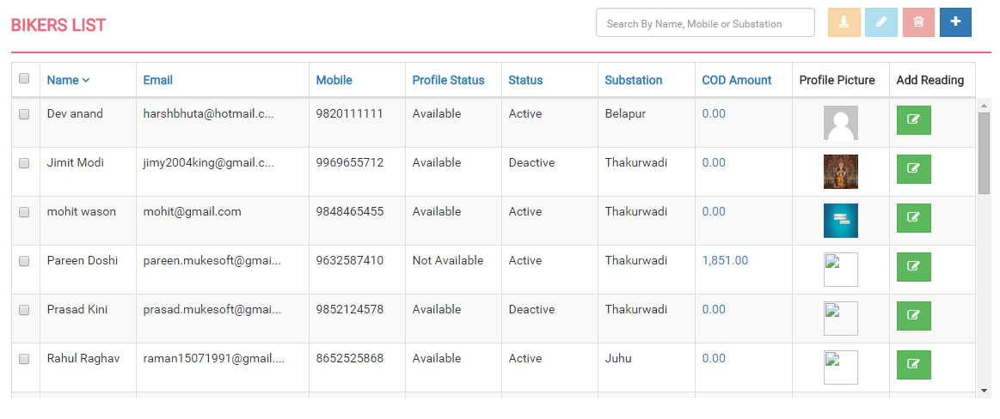 BIKERS LIST
Search By Name, Mobile or Substation
Name Email Mobile Profile Status Status Substation COD Amount Profile Picture Add Reading
Dev anand harshbhuta@hotmail.c... 9820111111 Available Active Belapur 0.00
Jimit Modi jimy2004king@gmail.c... 9969655712 Available Deactive Thakurwadi 0.00
mohit wason mohit@gmail.com 9848465455 Available Active Thakurwadi 0.00
Pareen Doshi pareen.mukesoft@gmai... 9632587410 Not Available Active Thakurwadi 1,851.00
Prasad Kini prasad.mukesoft@gmai... 9852124578 Available Deactive Thakurwadi 0.00
Rahul Raghav raman15071991@gmail.... 8652525868 Available Active Juhu 0.00